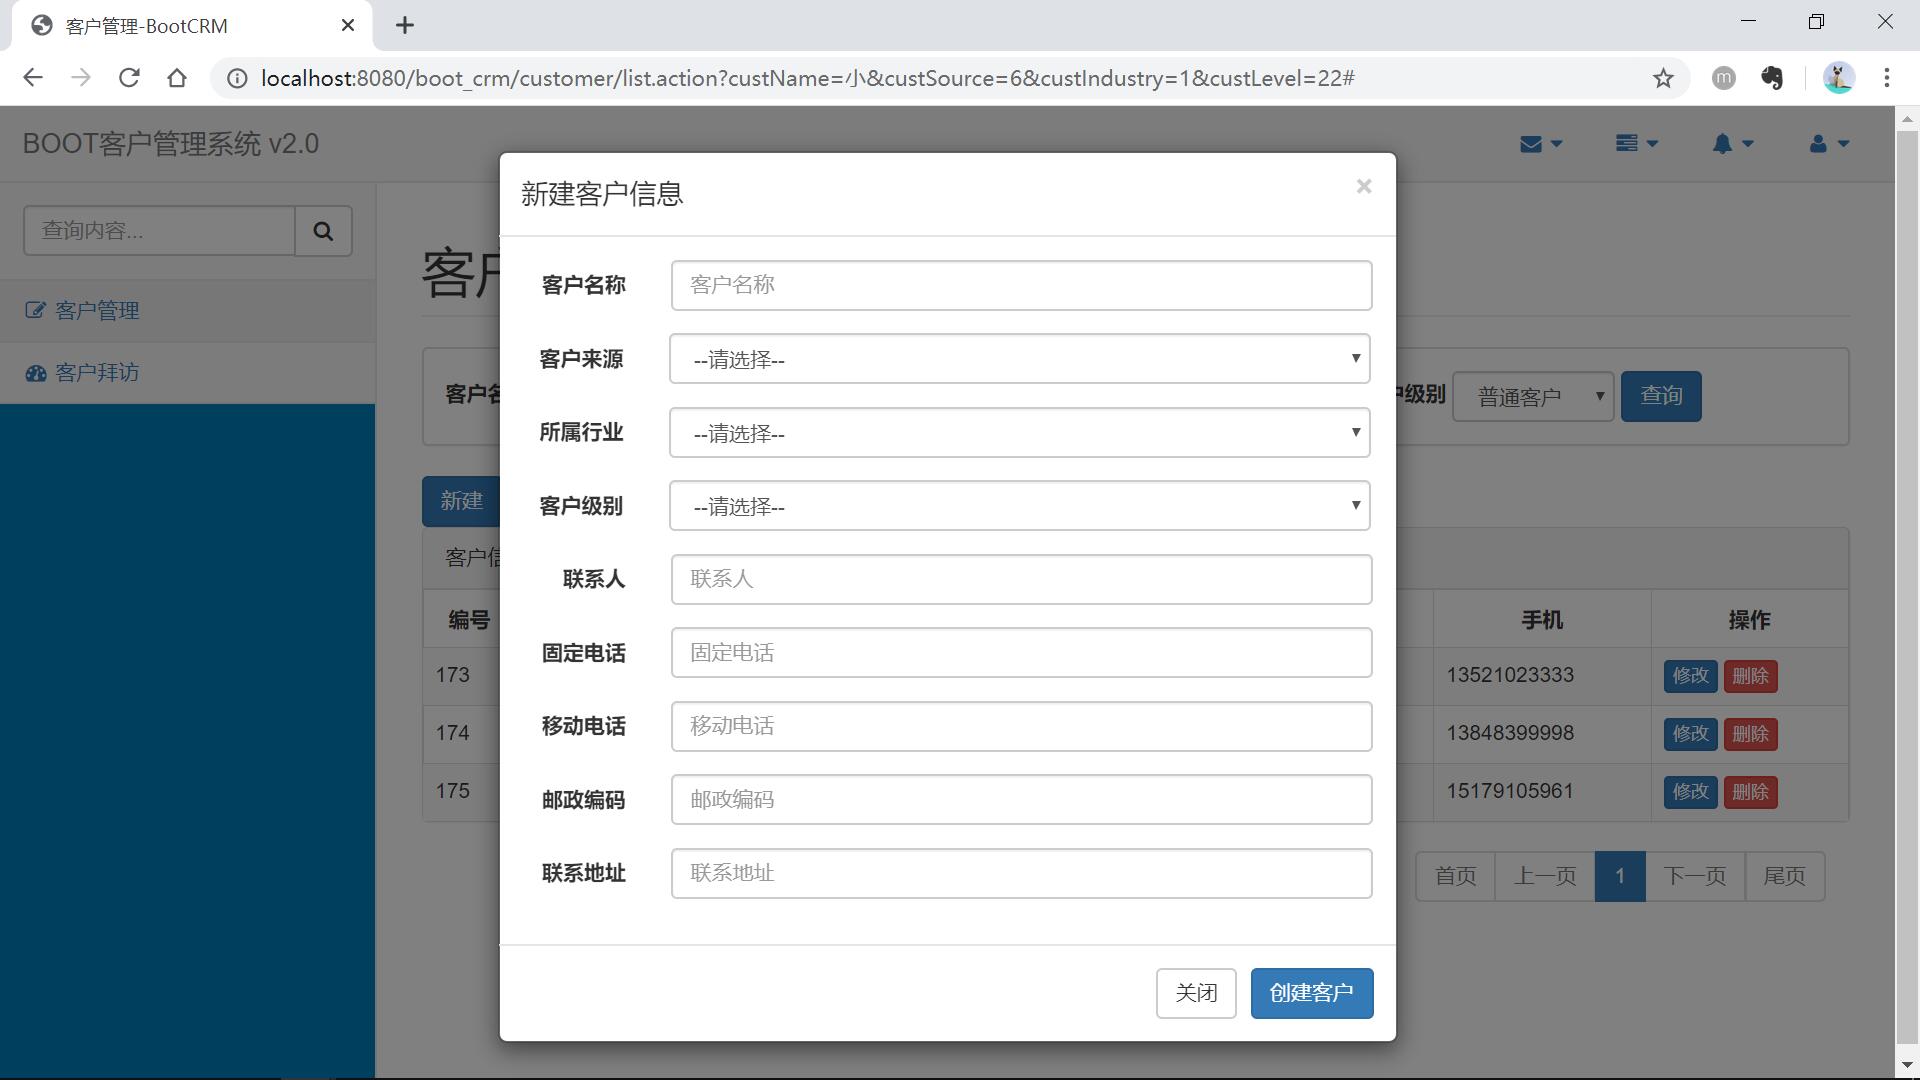 客户管理-BootCRM
localhost:8080/boot_crm/customer/list.action?custName=小&custSource=6&custIndustry=1&custLevel=22#
m
BOOT客户管理系统 v2.0
查询内容...
客户管理
客户拜访
客户
客户名
户级别
普通客户
查询
新建
客户信
编号
手机
操作
173
13521023333
修改
删除
174
13848399998
修改
删除
175
15179105961
修改
删除
首页
上一页
1
下一页
尾页
新建客户信息
×
客户名称
客户名称
客户来源
--请选择--
所属行业
--请选择--
客户级别
--请选择--
联系人
联系人
固定电话
固定电话
移动电话
移动电话
邮政编码
邮政编码
联系地址
联系地址
关闭
创建客户